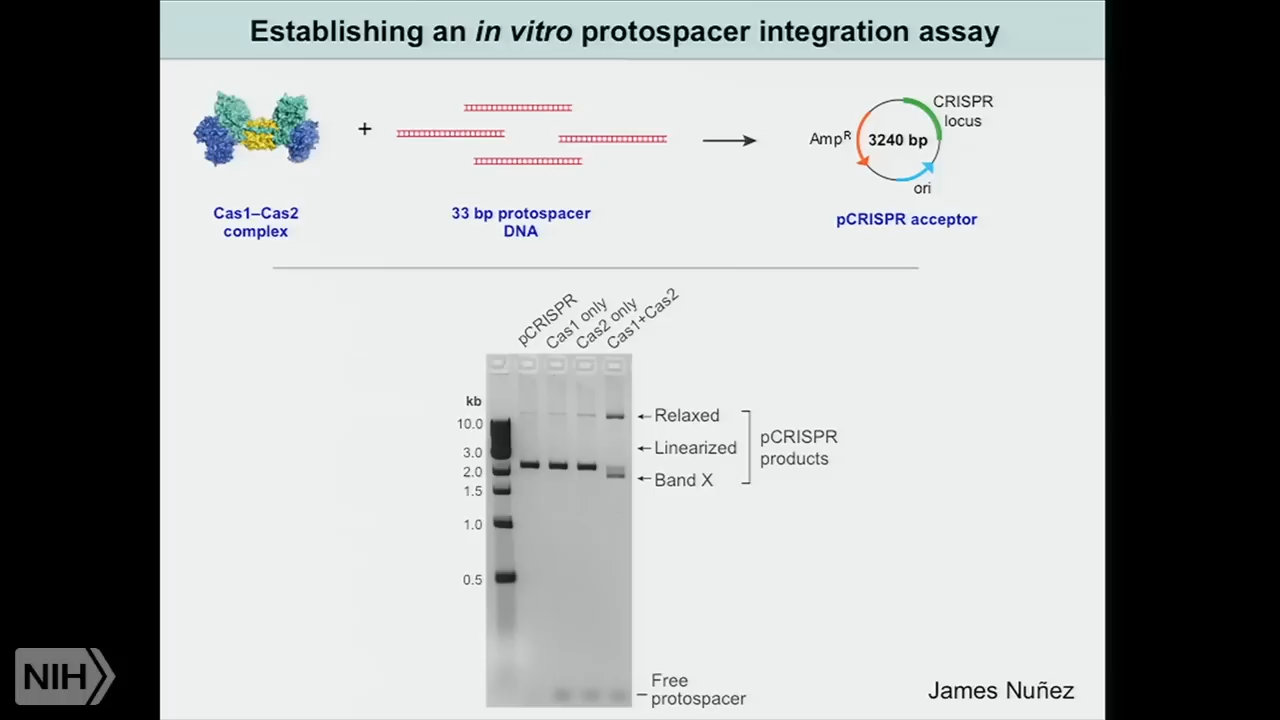 Establishing an in vitro protospacer integration assay
+
CRISPR
locus
AmpR
3240 bp
ori
Cas1–Cas2
complex
33 bp protospacer
DNA
pCRISPR acceptor
pCRISPR
Cas1 only
Cas2 only
Cas1+Cas2
kb
10.0
3.0
2.0
1.5
1.0
0.5
Relaxed
Linearized
Band X
pCRISPR
products
Free
protospacer
James Nuñez
NIH